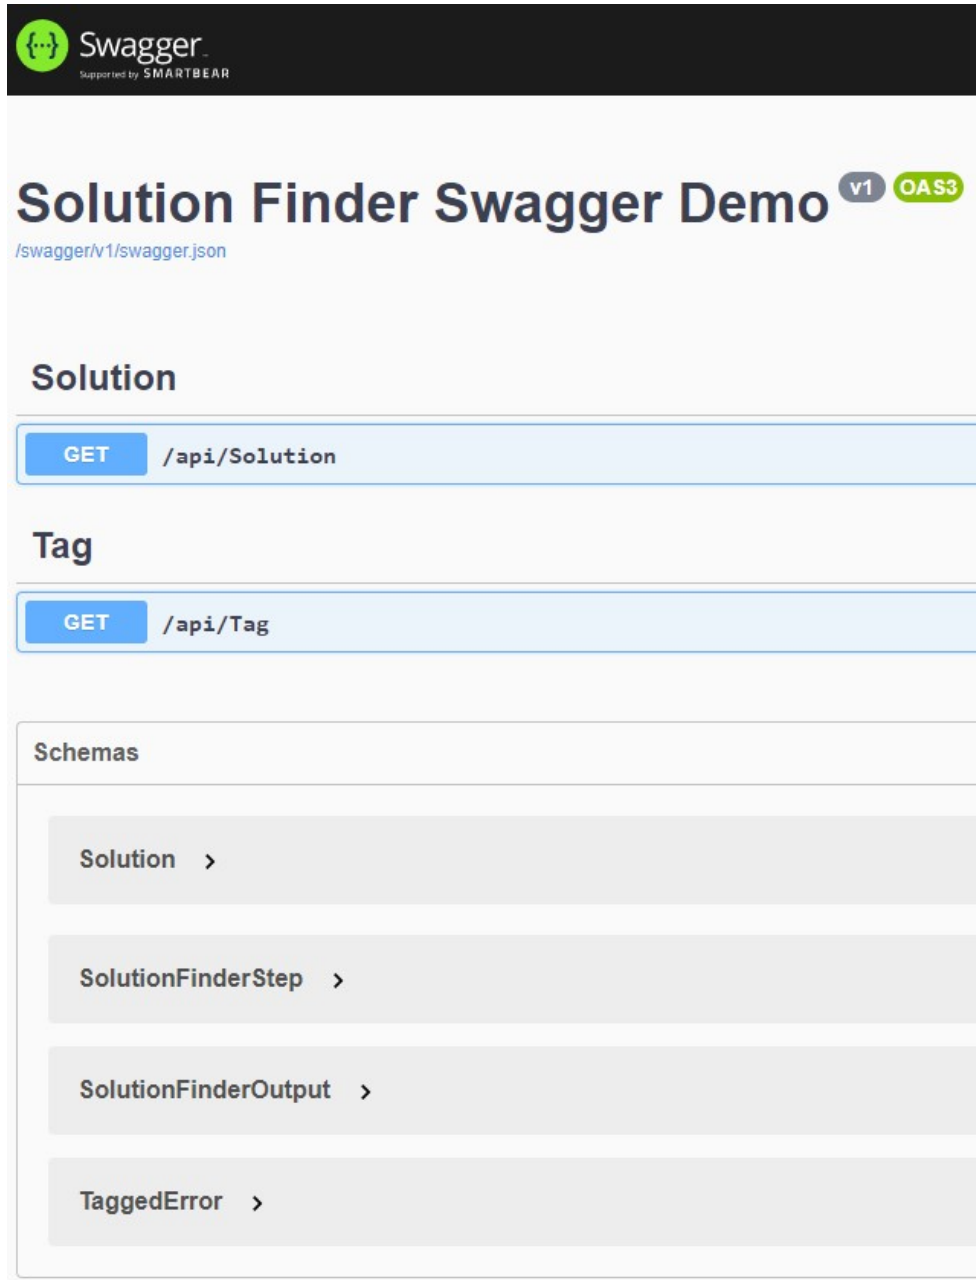 {···} Swagger
Supported by SMARTBEAR
Solution Finder Swagger Demo v1 OAS3
/swagger/v1/swagger.json
Solution
GET /api/Solution
Tag
GET /api/Tag
Schemas
Solution >
SolutionFinderStep >
SolutionFinderOutput >
TaggedError >